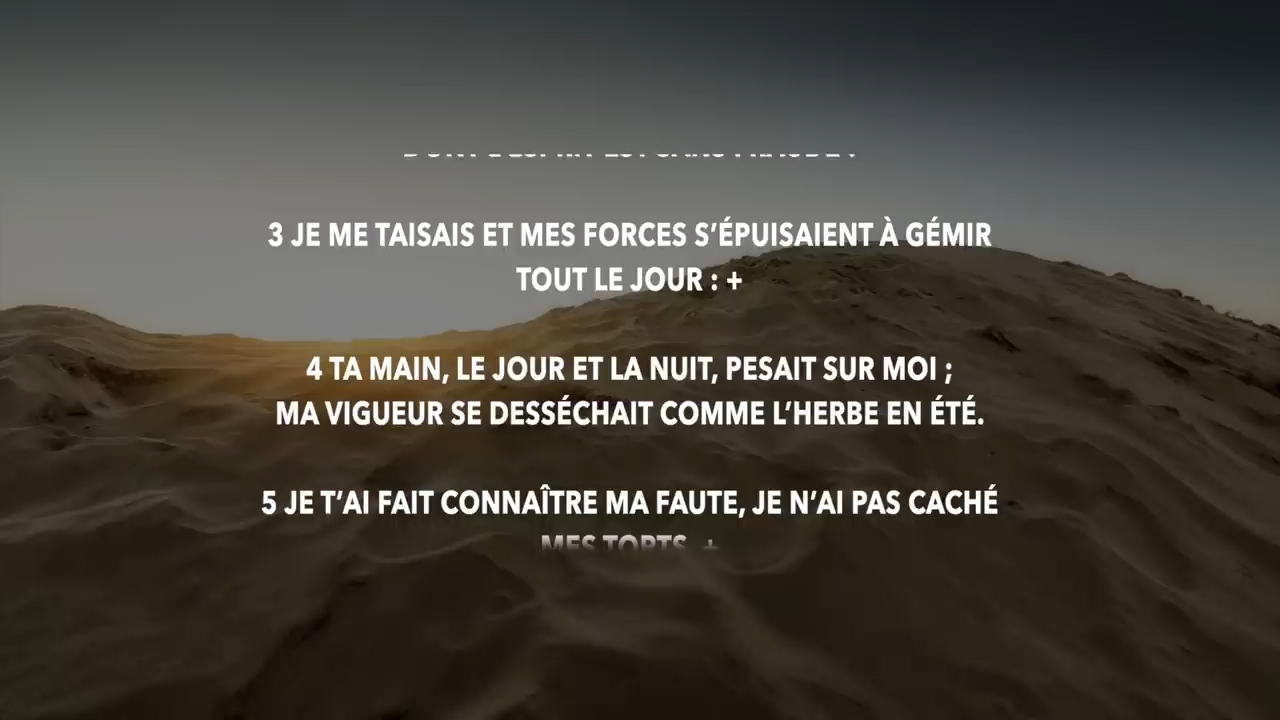 3 JE ME TAISAIS ET MES FORCES S’ÉPUISAIENT À GÉMIR
TOUT LE JOUR : +
4 TA MAIN, LE JOUR ET LA NUIT, PESAIT SUR MOI ;
MA VIGUEUR SE DESSÉCHAIT COMME L’HERBE EN ÉTÉ.
5 JE T’AI FAIT CONNAÎTRE MA FAUTE, JE N’AI PAS CACHÉ
MES TORTS. +